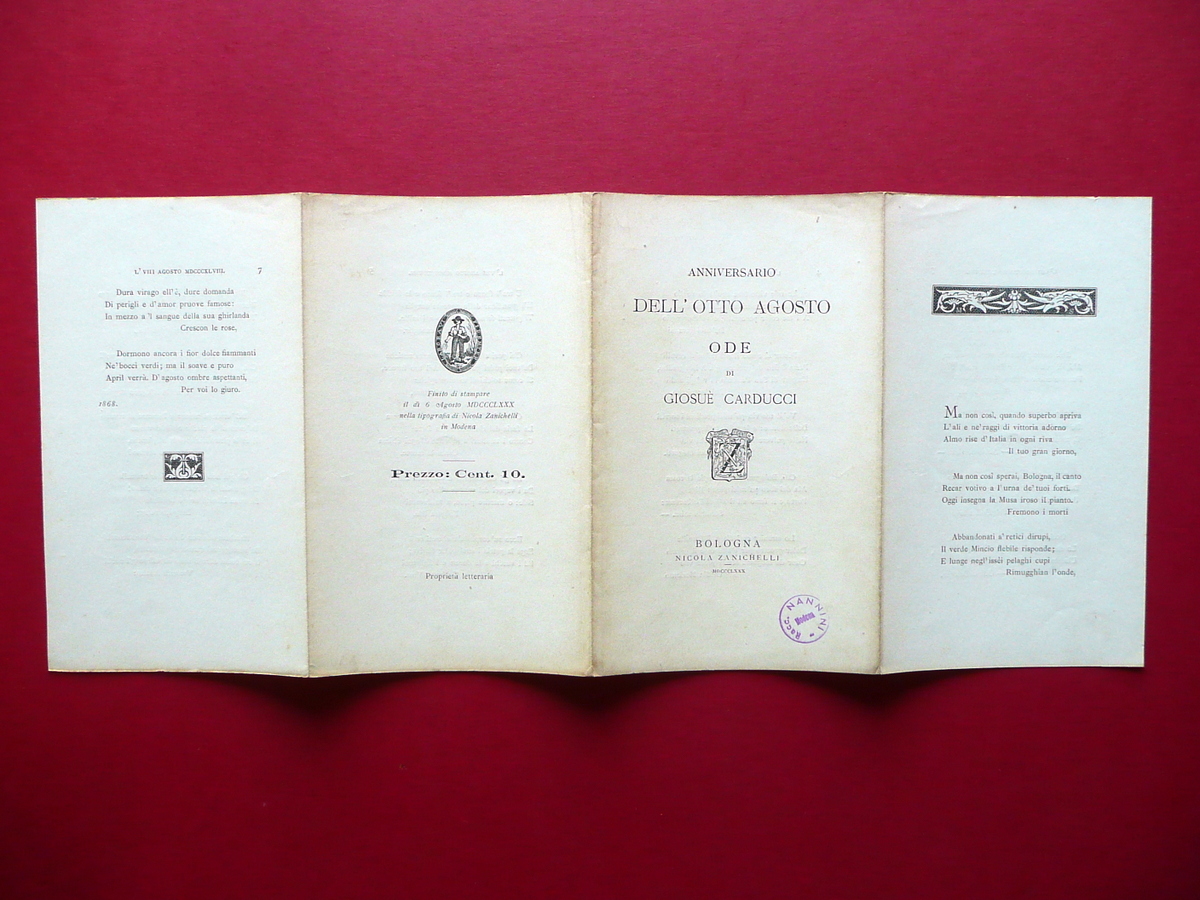 L' VIII AGOSTO MDCCCXLVIII. 7
Dura virago ell'è, dure domanda
Di perigli e d'amor pruove famose:
In mezzo a 'l sangue della sua ghirlanda
Crescon le rose.
Dormono ancora i fior dolce fiammanti
Ne' bocci verdi; ma il soave e puro
April verrà. D'agosto ombre aspettanti,
Per voi lo giuro.
1868.
Finito di stampare
il dì 6 Agosto MDCCCLXXX
nella tipografia di Nicola Zanichelli
in Modena
Prezzo: Cent. 10.
Proprietà letteraria
ANNIVERSARIO
DELL'OTTO AGOSTO
ODE
DI
GIOSUÈ CARDUCCI
BOLOGNA
NICOLA ZANICHELLI
MDCCCLXXX
Racc. NANNINI
Modena
Ma non così, quando superbo apriva
L'ali e ne' raggi di vittoria adorno
Almo rise d'Italia in ogni riva
Il tuo gran giorno,
Ma non così sperai, Bologna, il canto
Recar votivo a l'urna de' tuoi forti.
Oggi insegna la Musa iroso il pianto.
Fremono i morti
Abbandonati a' retici dirupi,
Il verde Mincio flebile risponde;
E lunge negl'issëi pelaghi cupi
Rimugghian l'onde,